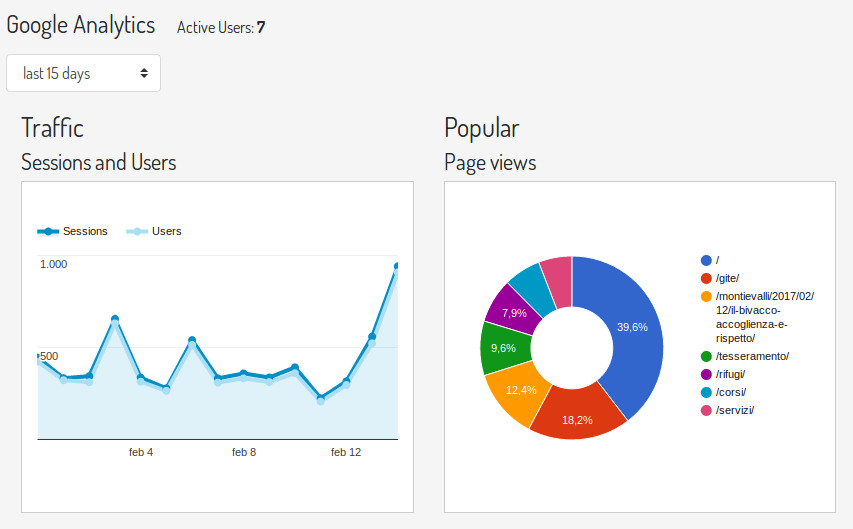 Google Analytics Active Users: 7
last 15 days
Traffic
Sessions and Users
Sessions Users
1.000
500
feb 4 feb 8 feb 12
Popular
Page views
39,6%
18,2%
12,4%
9,6%
7,9%
/
/gite/
/montievalli/2017/02/
12/il-bivacco-
accoglienza-e-
rispetto/
/tesseramento/
/rifugi/
/corsi/
/servizi/